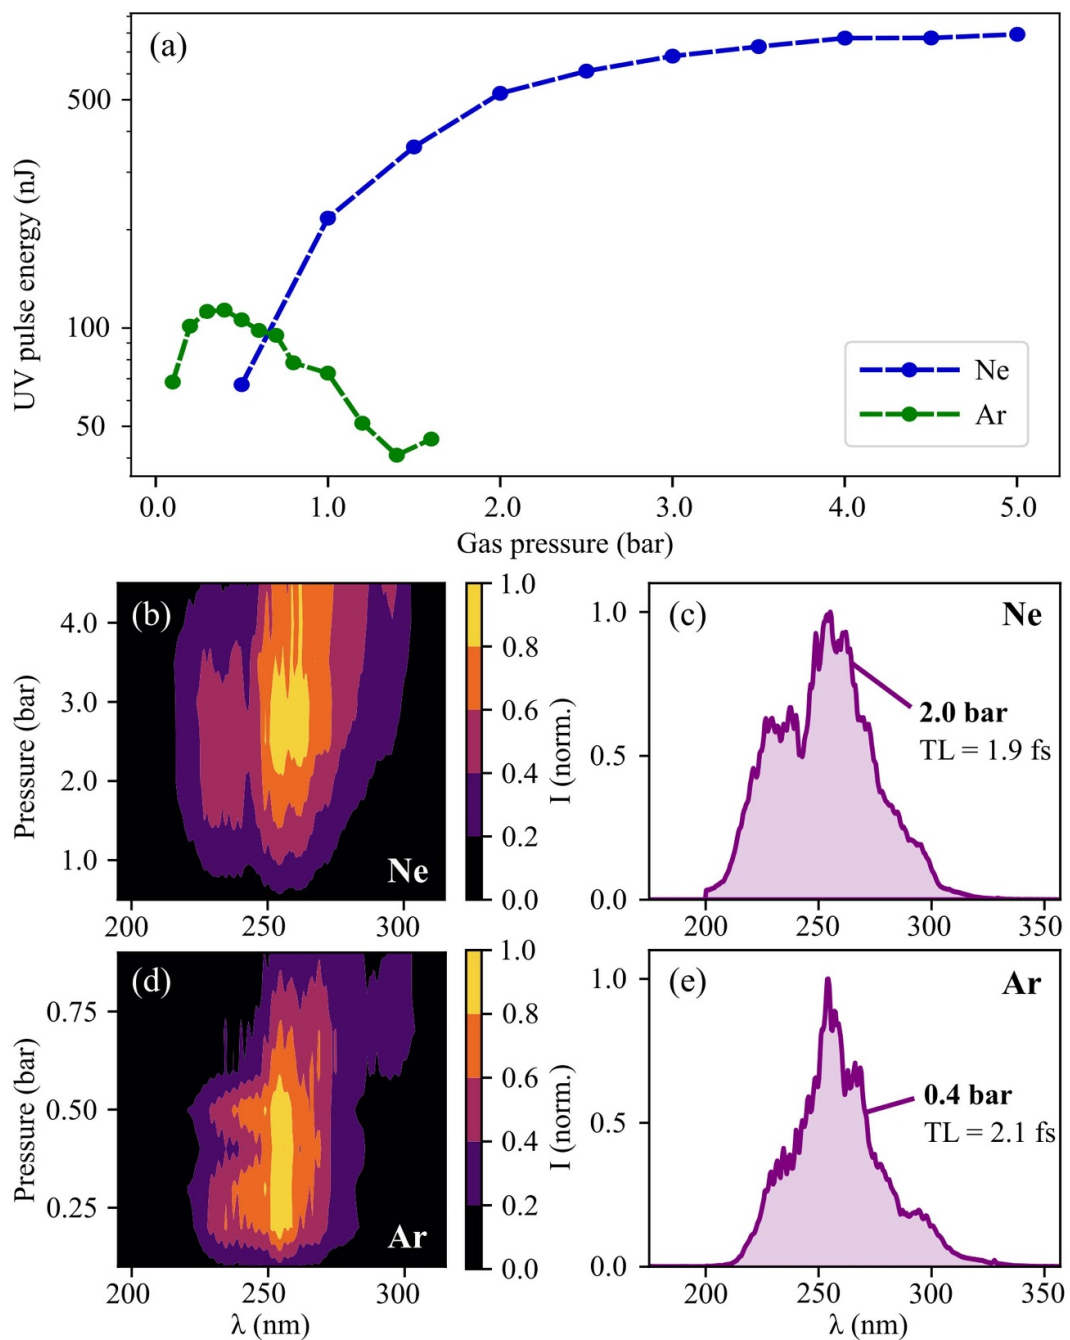 (a)
UV pulse energy (nJ)
500
100
50
Ne
Ar
0.0 1.0 2.0 3.0 4.0 5.0
Gas pressure (bar)
(b)
Pressure (bar)
4.0
3.0
2.0
1.0
Ne
200 250 300
1.0
0.8
0.6
0.4
0.2
0.0
I (norm.)
(c)
Ne
1.0
0.5
0.0
2.0 bar
TL = 1.9 fs
200 250 300 350
(d)
Pressure (bar)
0.75
0.50
0.25
Ar
200 250 300
λ (nm)
1.0
0.8
0.6
0.4
0.2
0.0
I (norm.)
(e)
Ar
1.0
0.5
0.0
0.4 bar
TL = 2.1 fs
200 250 300 350
λ (nm)